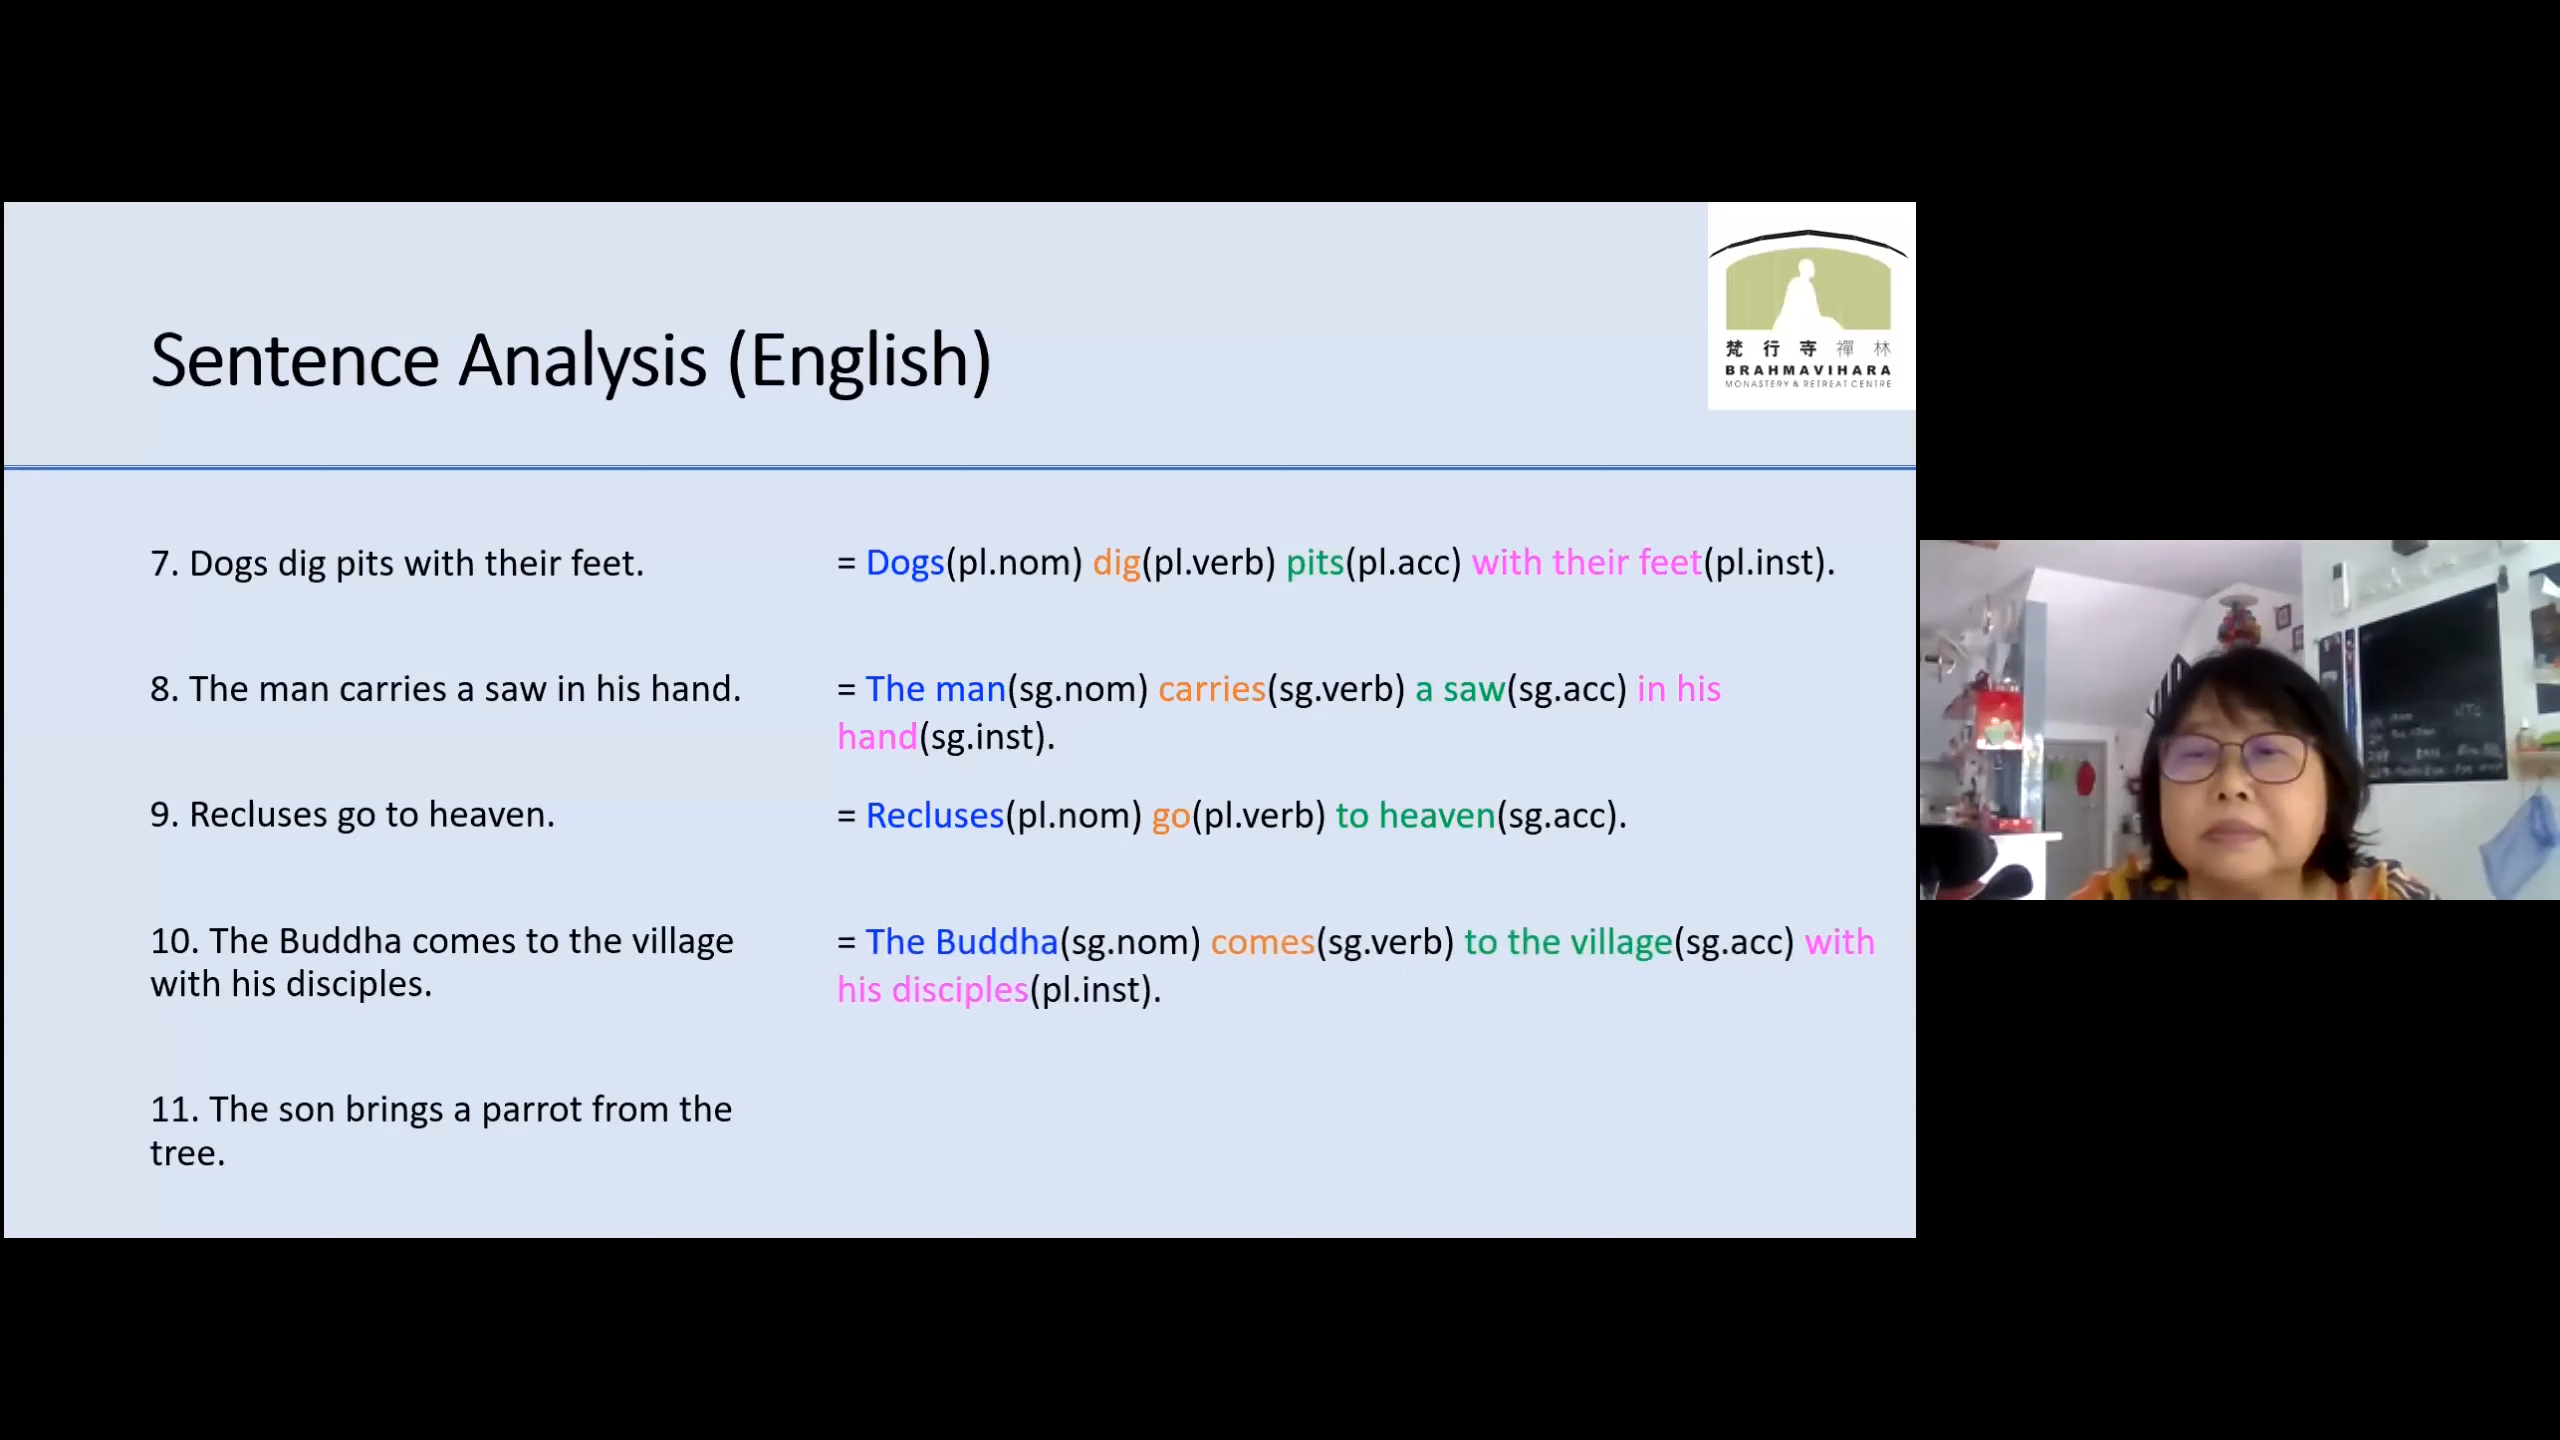 Sentence Analysis (English)
梵行寺禪林
BRAHMAVIHARA
MONASTERY & RETREAT CENTRE
7. Dogs dig pits with their feet.
= Dogs(pl.nom) dig(pl.verb) pits(pl.acc) with their feet(pl.inst).
8. The man carries a saw in his hand.
= The man(sg.nom) carries(sg.verb) a saw(sg.acc) in his
hand(sg.inst).
9. Recluses go to heaven.
= Recluses(pl.nom) go(pl.verb) to heaven(sg.acc).
10. The Buddha comes to the village
with his disciples.
= The Buddha(sg.nom) comes(sg.verb) to the village(sg.acc) with
his disciples(pl.inst).
11. The son brings a parrot from the
tree.